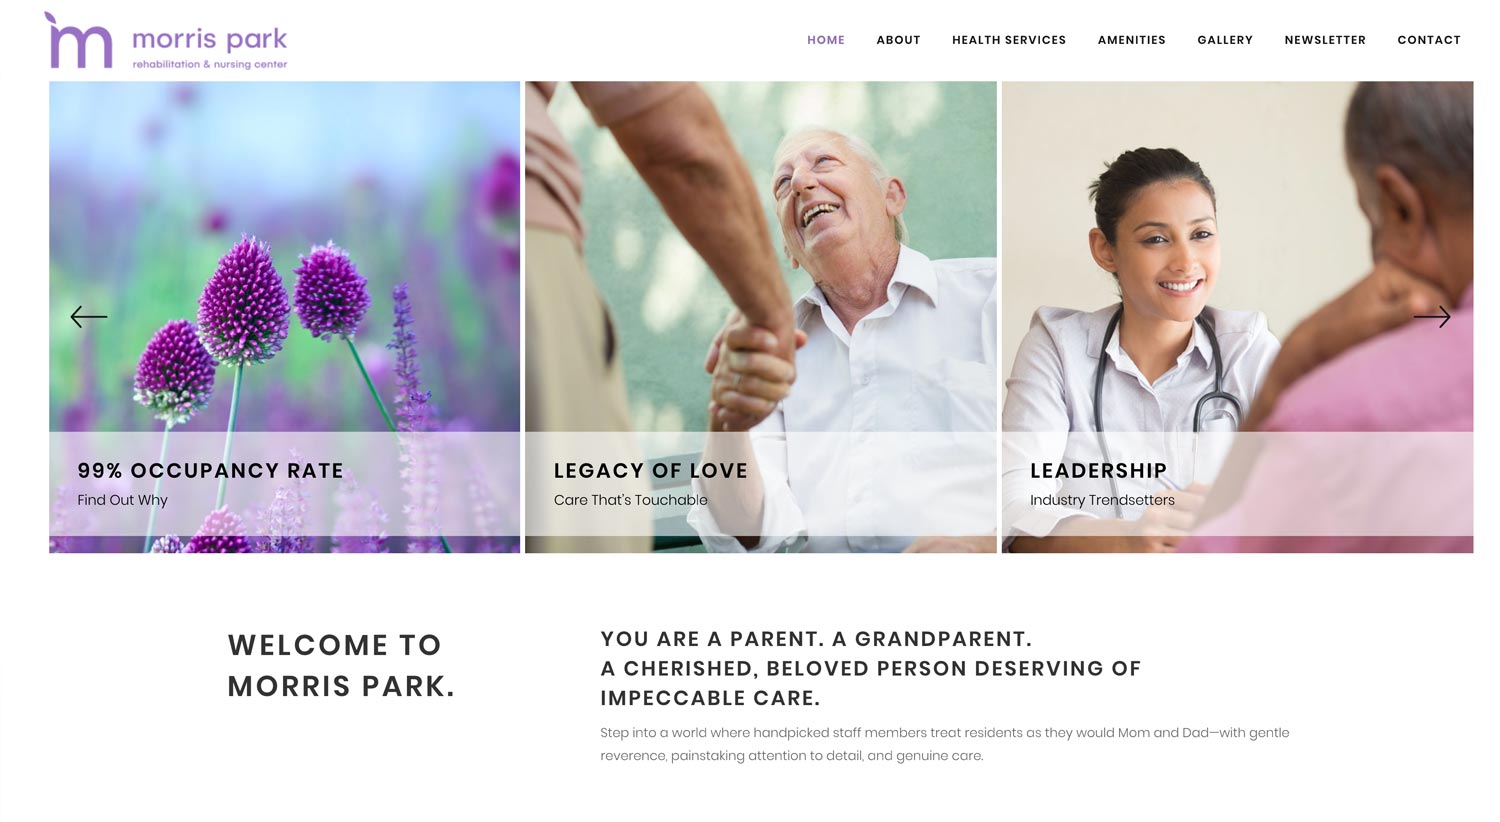 m morris park
rehabilitation & nursing center
HOME ABOUT HEALTH SERVICES AMENITIES GALLERY NEWSLETTER CONTACT
99% OCCUPANCY RATE
Find Out Why
LEGACY OF LOVE
Care That's Touchable
LEADERSHIP
Industry Trendsetters
WELCOME TO
MORRIS PARK.
YOU ARE A PARENT. A GRANDPARENT.
A CHERISHED, BELOVED PERSON DESERVING OF
IMPECCABLE CARE.
Step into a world where handpicked staff members treat residents as they would Mom and Dad—with gentle
reverence, painstaking attention to detail, and genuine care.